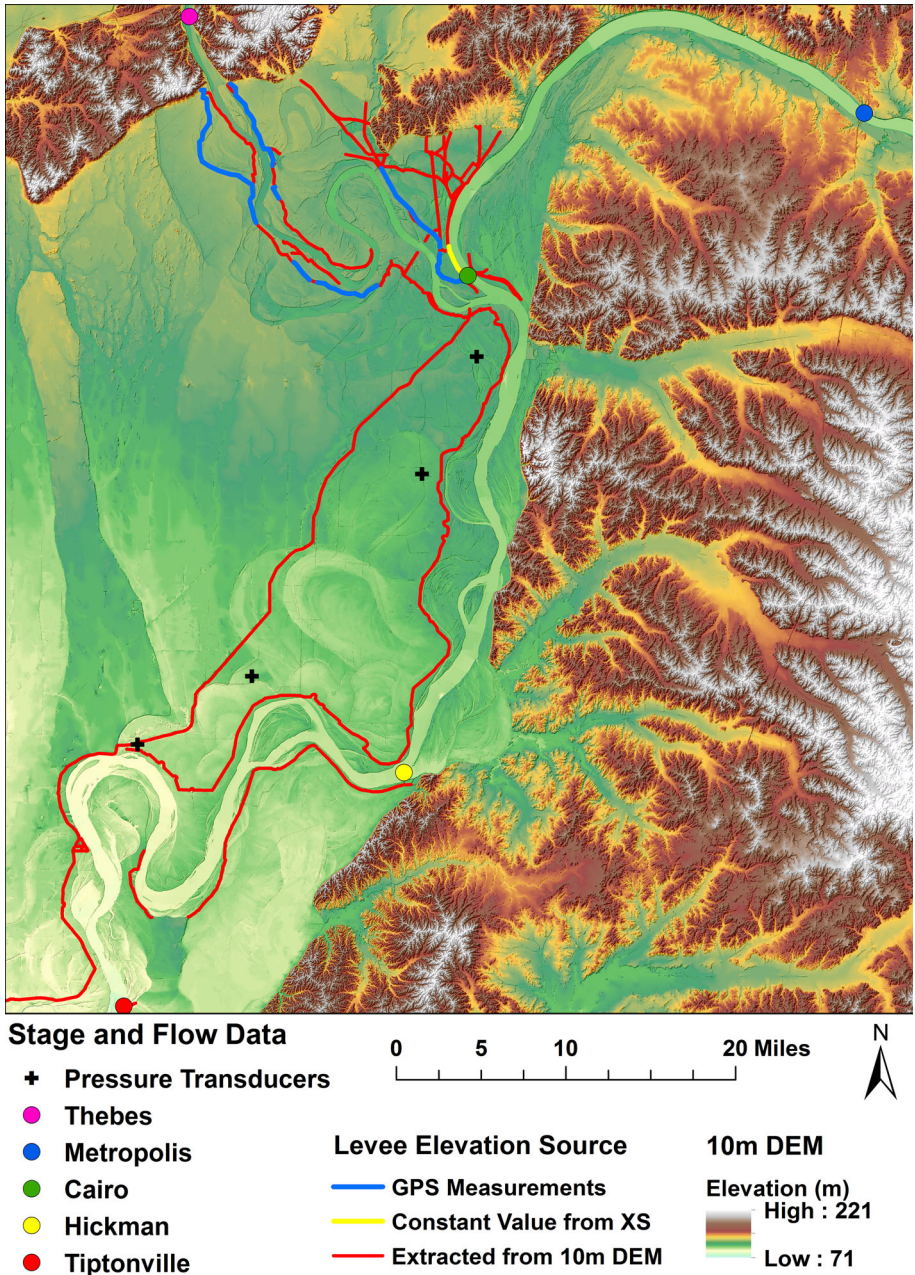 Stage and Flow Data
Pressure Transducers
Thebes
Metropolis
Cairo
Hickman
Tiptonville
0 5 10 20 Miles
N
Levee Elevation Source
GPS Measurements
Constant Value from XS
Extracted from 10m DEM
10m DEM
Elevation (m)
High : 221
Low : 71